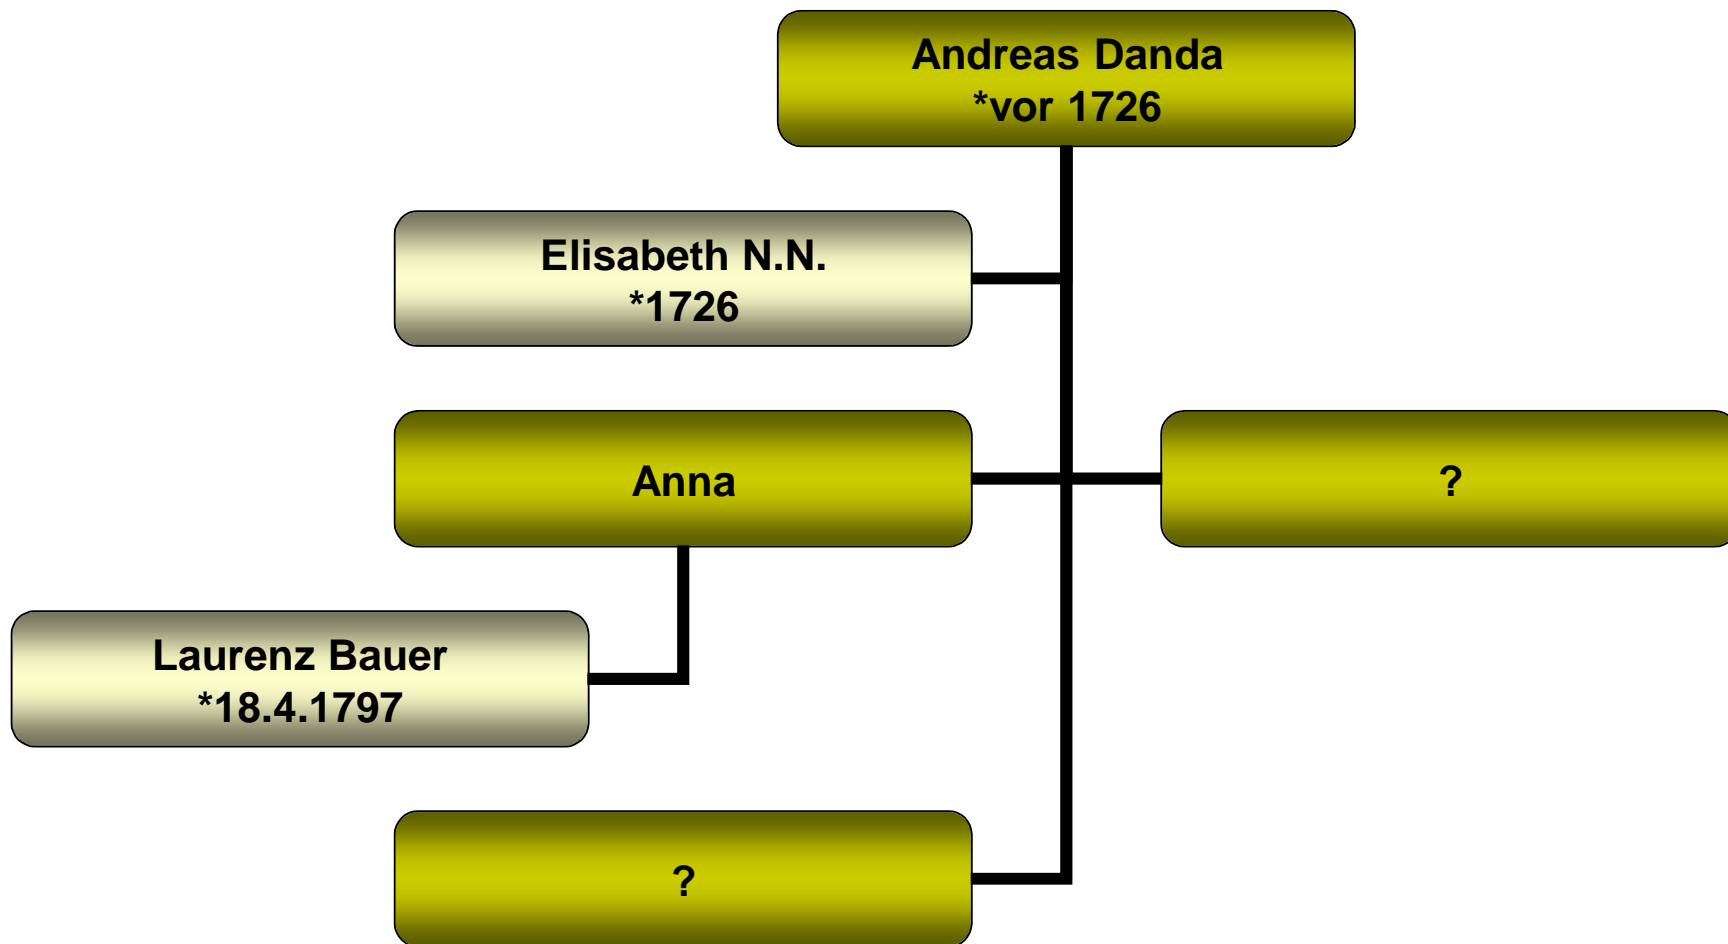 Andreas Danda
*vor 1726
Elisabeth N.N.
*1726
Anna
?
Laurenz Bauer
*18.4.1797
?